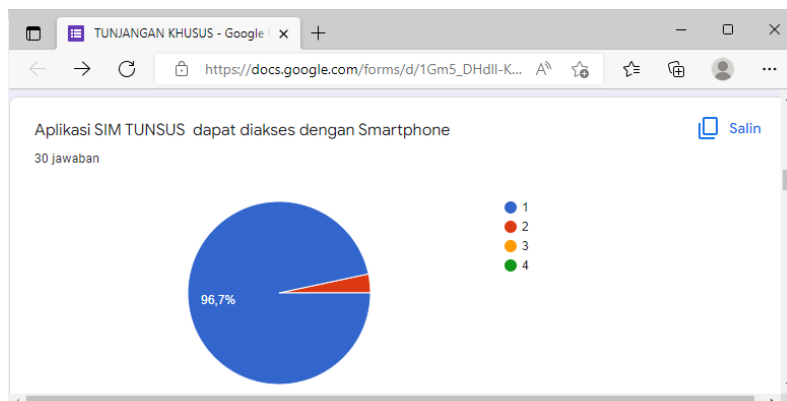 TUNJANGAN KHUSUS - Google
https://docs.google.com/forms/d/1Gm5_DHdII-K...
Aplikasi SIM TUNSUS dapat diakses dengan Smartphone
Salin
30 jawaban
1
2
3
4
96,7%